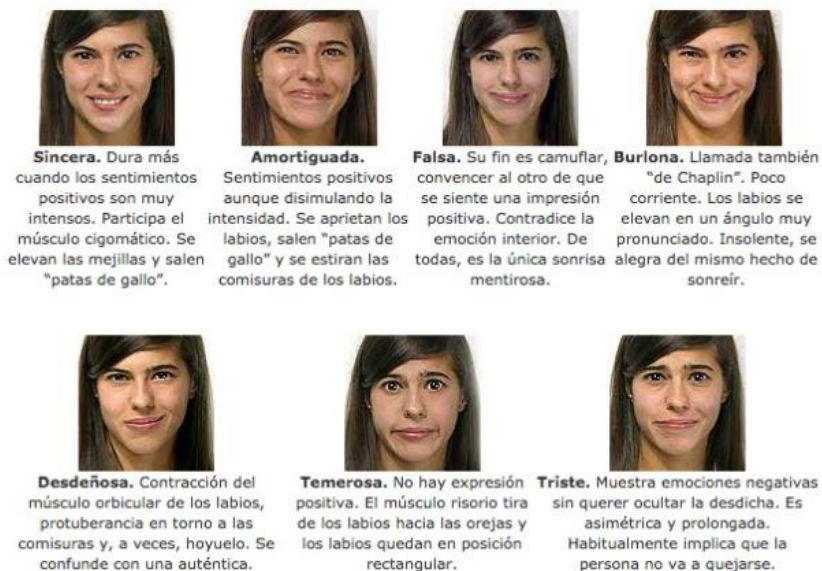 Sincera. Dura más
cuando los sentimientos
positivos son muy
intensos. Participa el
músculo cigomático. Se
elevan las mejillas y salen
"patas de gallo".
Amortiguada.
Sentimientos positivos
aunque disimulando la
intensidad. Se aprietan los
labios, salen "patas de
gallo" y se estiran las
comisuras de los labios.
Falsa. Su fin es camuflar,
convencer al otro de que
se siente una impresión
positiva. Contradice la
emoción interior. De
todas, es la única sonrisa
mentirosa.
Burlona. Llamada también
"de Chaplin". Poco
corriente. Los labios se
elevan en un ángulo muy
pronunciado. Insolente, se
alegra del mismo hecho de
sonreír.
Desdeñosa. Contracción del
músculo orbicular de los labios,
protuberancia en torno a las
comisuras y, a veces, hoyuelo. Se
confunde con una auténtica.
Temerosa. No hay expresión
positiva. El músculo risorio tira
de los labios hacia las orejas y
los labios quedan en posición
rectangular.
Triste. Muestra emociones negativas
sin querer ocultar la desdicha. Es
asimétrica y prolongada.
Habitualmente implica que la
persona no va a quejarse.